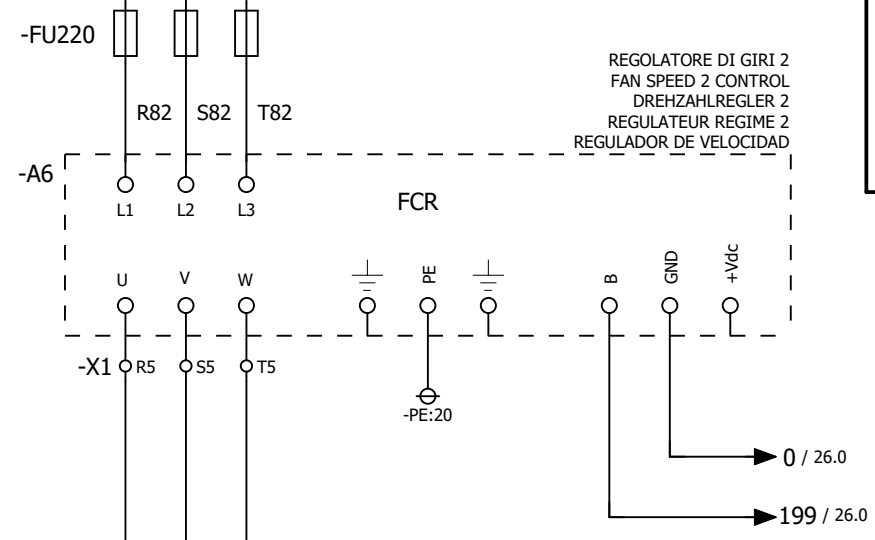 -FU220
REGOLATORE DI GIRI 2
FAN SPEED 2 CONTROL
DREHZAHLREGLER 2
REGULATEUR REGIME 2
REGULADOR DE VELOCIDAD
R82 S82 T82
-A6
L1 L2 L3
FCR
U V W PE B GND +Vdc
-X1 R5 S5 T5
-PE:20
0 / 26.0
199 / 26.0